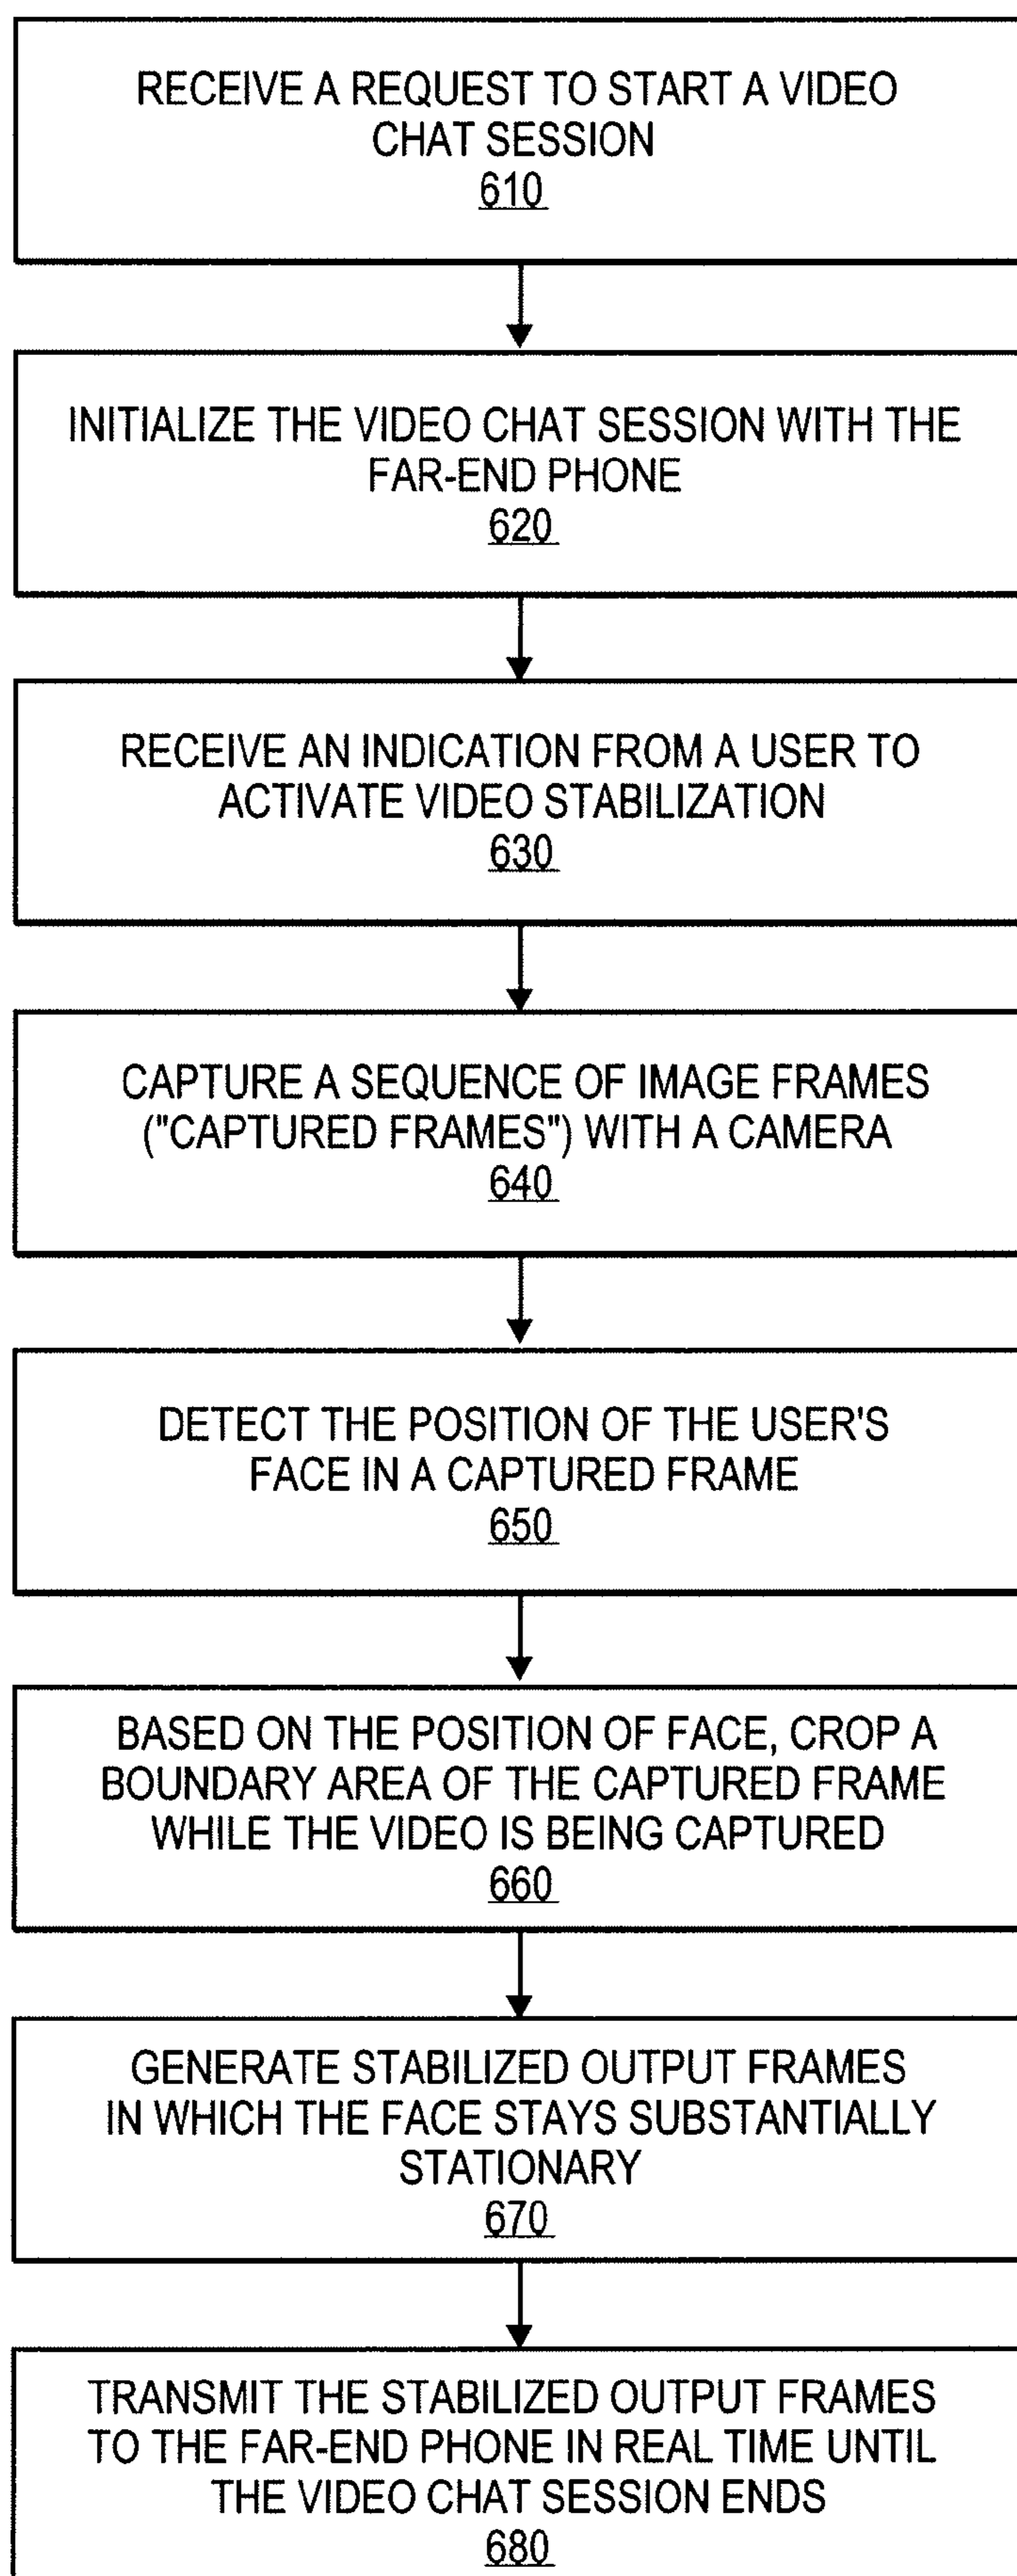 RECEIVE A REQUEST TO START A VIDEO
CHAT SESSION
610
INITIALIZE THE VIDEO CHAT SESSION WITH THE
FAR-END PHONE
620
RECEIVE AN INDICATION FROM A USER TO
ACTIVATE VIDEO STABILIZATION
630
CAPTURE A SEQUENCE OF IMAGE FRAMES
("CAPTURED FRAMES") WITH A CAMERA
640
DETECT THE POSITION OF THE USER'S
FACE IN A CAPTURED FRAME
650
BASED ON THE POSITION OF FACE, CROP A
BOUNDARY AREA OF THE CAPTURED FRAME
WHILE THE VIDEO IS BEING CAPTURED
660
GENERATE STABILIZED OUTPUT FRAMES
IN WHICH THE FACE STAYS SUBSTANTIALLY
STATIONARY
670
TRANSMIT THE STABILIZED OUTPUT FRAMES
TO THE FAR-END PHONE IN REAL TIME UNTIL
THE VIDEO CHAT SESSION ENDS
680